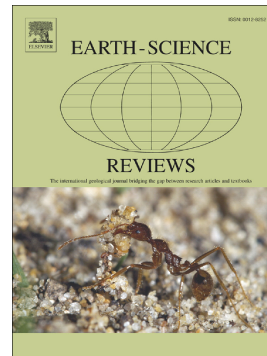 ISSN: 0012-8252
ELSEVIER
EARTH-SCIENCE
REVIEWS
The international geological journal bridging the gap between research articles and textbooks